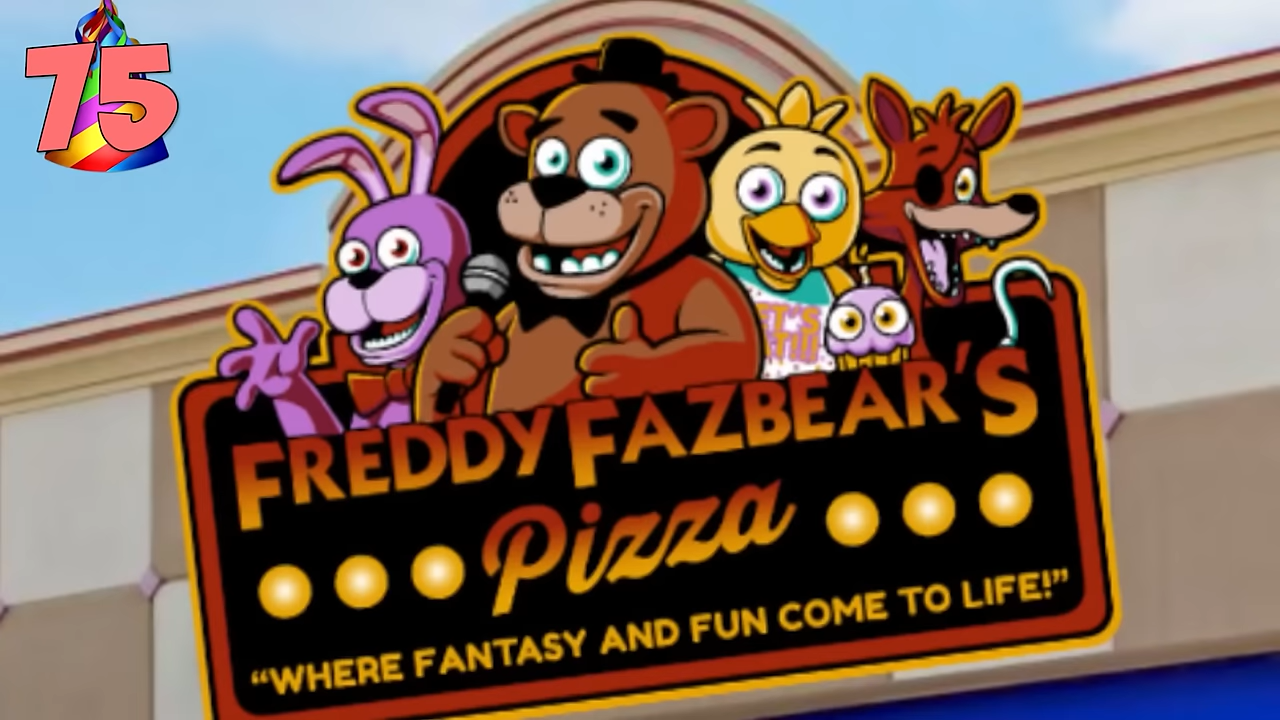 75
FREDDY FAZBEAR'S
Pizza
"WHERE FANTASY AND FUN COME TO LIFE!"